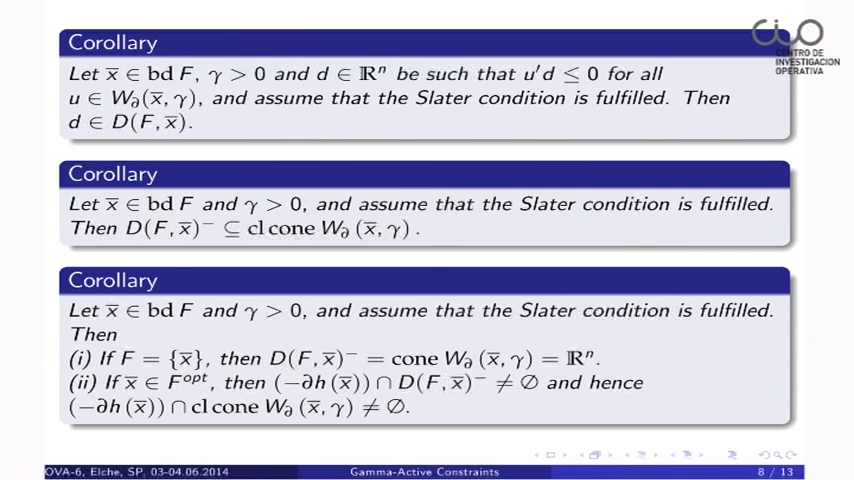 CIO
CENTRO DE
INVESTIGACION
OPERATIVA
Corollary
Let x̅ ∈ bd F, γ > 0 and d ∈ ℝⁿ be such that u′d ≤ 0 for all
u ∈ W∂(x̅, γ), and assume that the Slater condition is fulfilled. Then
d ∈ D(F, x̅).
Corollary
Let x̅ ∈ bd F and γ > 0, and assume that the Slater condition is fulfilled.
Then D(F, x̅)⁻ ⊆ cl cone W∂ (x̅, γ) .
Corollary
Let x̅ ∈ bd F and γ > 0, and assume that the Slater condition is fulfilled.
Then
(i) If F = {x̅}, then D(F, x̅)⁻ = cone W∂ (x̅, γ) = ℝⁿ.
(ii) If x̅ ∈ Fᵒᵖᵗ, then (−∂h (x̅)) ∩ D(F, x̅)⁻ ≠ ∅ and hence
(−∂h (x̅)) ∩ cl cone W∂ (x̅, γ) ≠ ∅.
OVA-6, Elche, SP, 03-04.06.2014
Gamma-Active Constraints
8 / 13